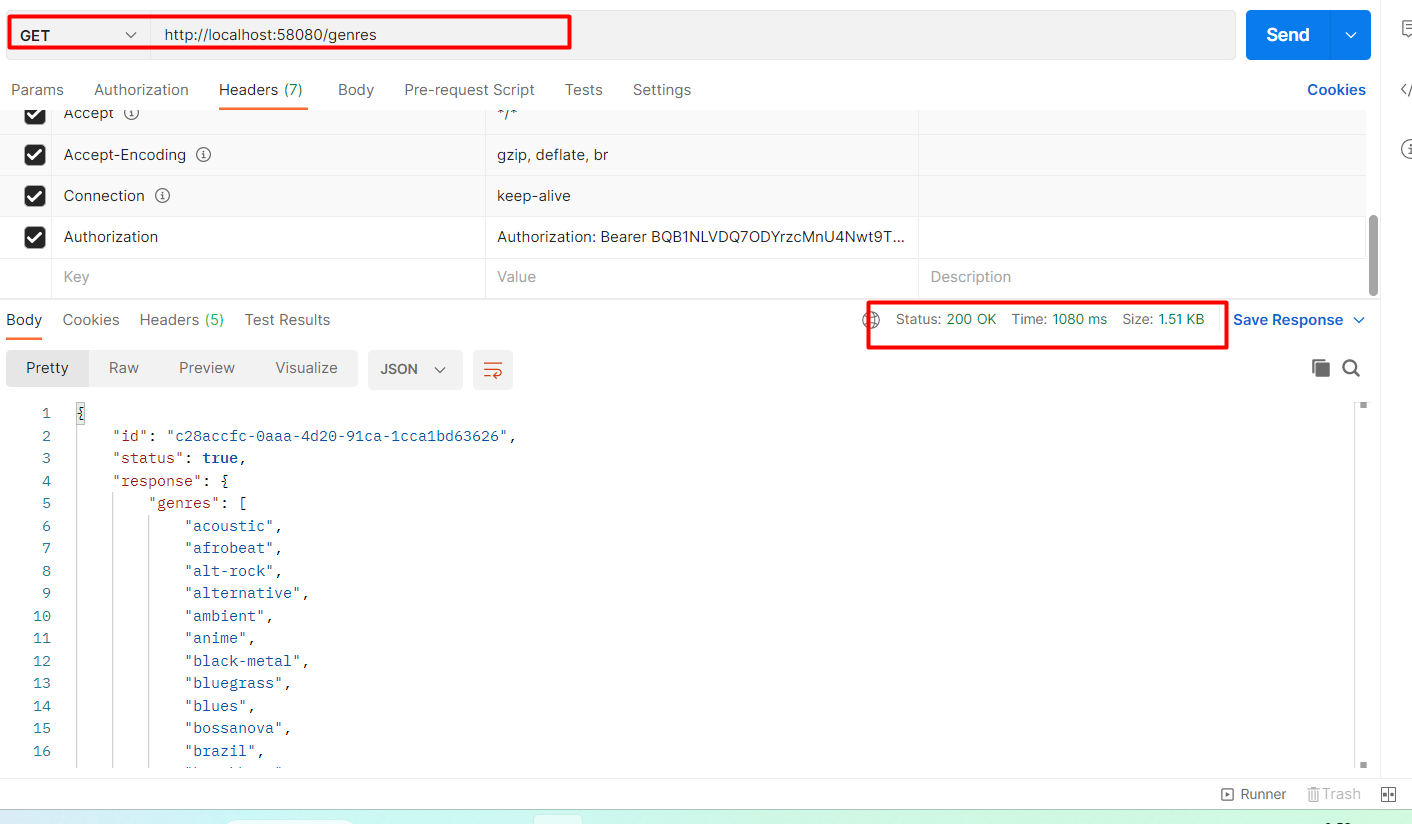 GET http://localhost:58080/genres Send
Params Authorization Headers (7) Body Pre-request Script Tests Settings Cookies
Accept */*
Accept-Encoding gzip, deflate, br
Connection keep-alive
Authorization Authorization: Bearer BQB1NLVDQ7ODYrzcMnU4Nwt9T...
Key Value Description
Body Cookies Headers (5) Test Results Status: 200 OK Time: 1080 ms Size: 1.51 KB Save Response
Pretty Raw Preview Visualize JSON
1 {
2 "id": "c28accfc-0aaa-4d20-91ca-1cca1bd63626",
3 "status": true,
4 "response": {
5 "genres": [
6 "acoustic",
7 "afrobeat",
8 "alt-rock",
9 "alternative",
10 "ambient",
11 "anime",
12 "black-metal",
13 "bluegrass",
14 "blues",
15 "bossanova",
16 "brazil",
Runner Trash